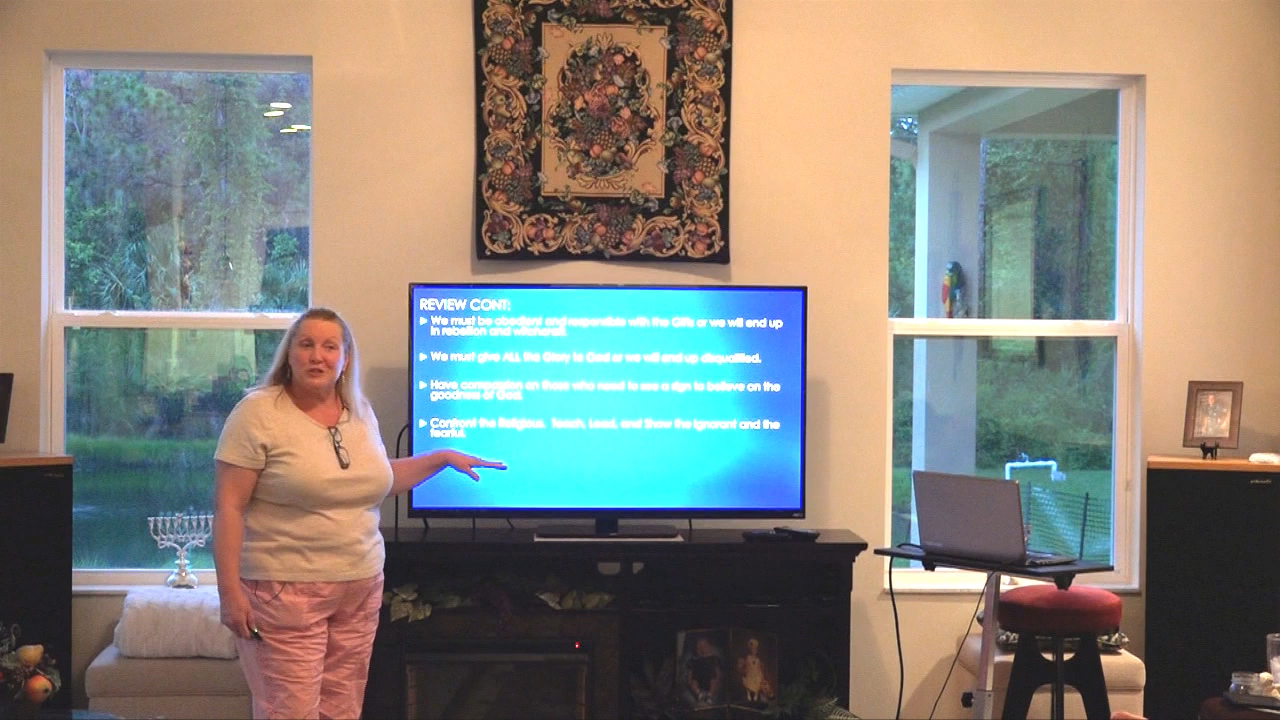 REVIEW CONT:
We must be obedient and responsible with the Gifts or we will end up
in rebellion and witchcraft.
We must give ALL the Glory to God or we will end up disqualified.
Have compassion on those who need to see a sign to believe on the
goodness of God.
Confront the Religious. Teach, Lead, and Show the ignorant and the
fearful.